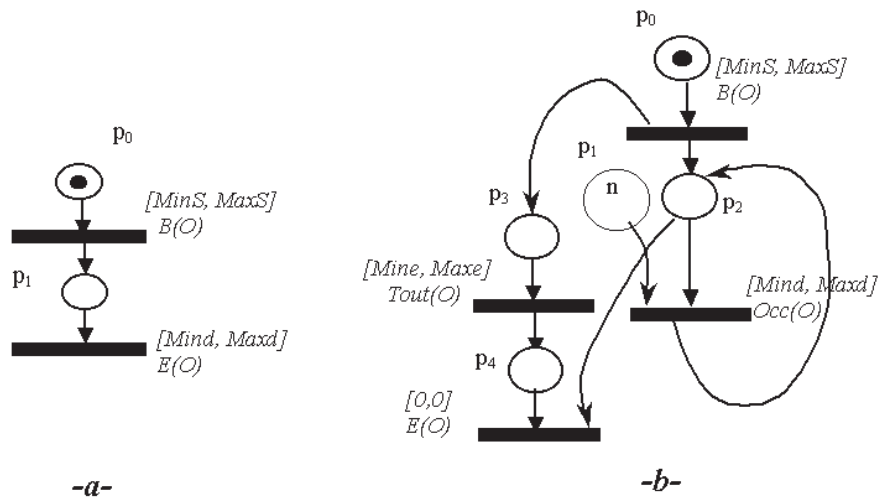 p0
[MinS, MaxS]
B(O)
p1
[Mind, Maxd]
E(O)
-a-
p0
[MinS, MaxS]
B(O)
p1
n
p2
p3
[Mine, Maxe]
Tout(O)
[Mind, Maxd]
Occ(O)
p4
[0,0]
E(O)
-b-